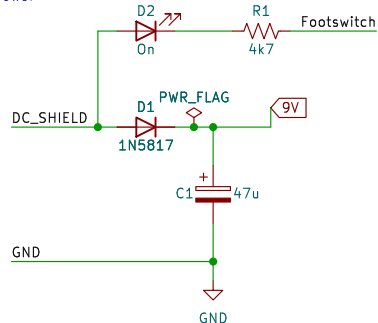 D2
R1
Footswitch
On
4k7
PWR_FLAG
9V
DC_SHIELD
D1
1N5817
+
C1
47u
GND
GND